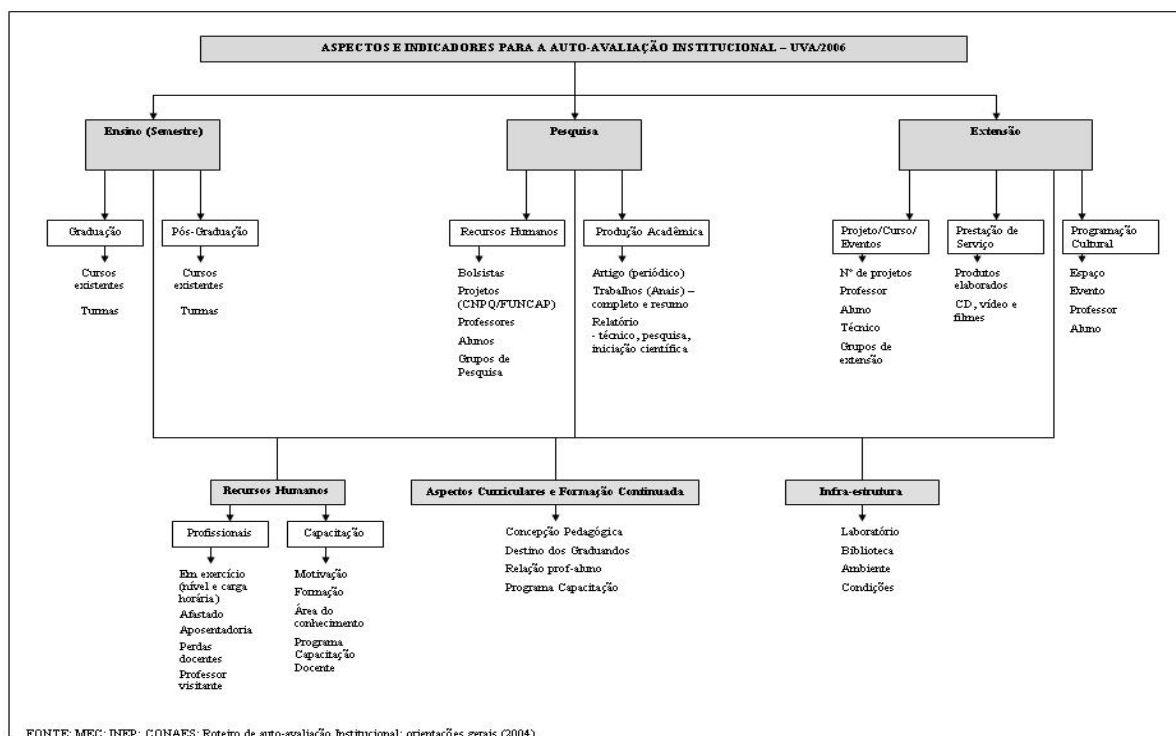 ASPECTOS E INDICADORES PARA A AUTO-AVALIAÇÃO INSTITUCIONAL – UVA/2006
Ensino (Semestre)
Pesquisa
Extensão
Graduação
Cursos
existentes
Turmas
Pós-Graduação
Cursos
existentes
Turmas
Recursos Humanos
Bolsistas
Projetos
(CNPQ/FUNCAP)
Professores
Alunos
Grupos de
Pesquisa
Produção Acadêmica
Artigo (periódico)
Trabalhos (Anais) –
completo e resumo
Relatório
- técnico, pesquisa,
iniciação científica
Projeto/Curso/
Eventos
Nº de projetos
Professor
Aluno
Técnico
Grupos de
extensão
Prestação de
Serviço
Produtos
elaborados
CD, vídeo e
filmes
Programação
Cultural
Espaço
Evento
Professor
Aluno
Recursos Humanos
Profissionais
Em exercício
(nível e carga
horária)
Afastado
Aposentadoria
Perdas
docentes
Professor
visitante
Capacitação
Motivação
Formação
Área do
conhecimento
Programa
Capacitação
Docente
Aspectos Curriculares e Formação Continuada
Concepção Pedagógica
Destino dos Graduandos
Relação prof-aluno
Programa Capacitação
Infra-estrutura
Laboratório
Biblioteca
Ambiente
Condições
FONTE: MEC; INEP; CONAES: Roteiro de auto-avaliação Institucional: orientações gerais (2004)